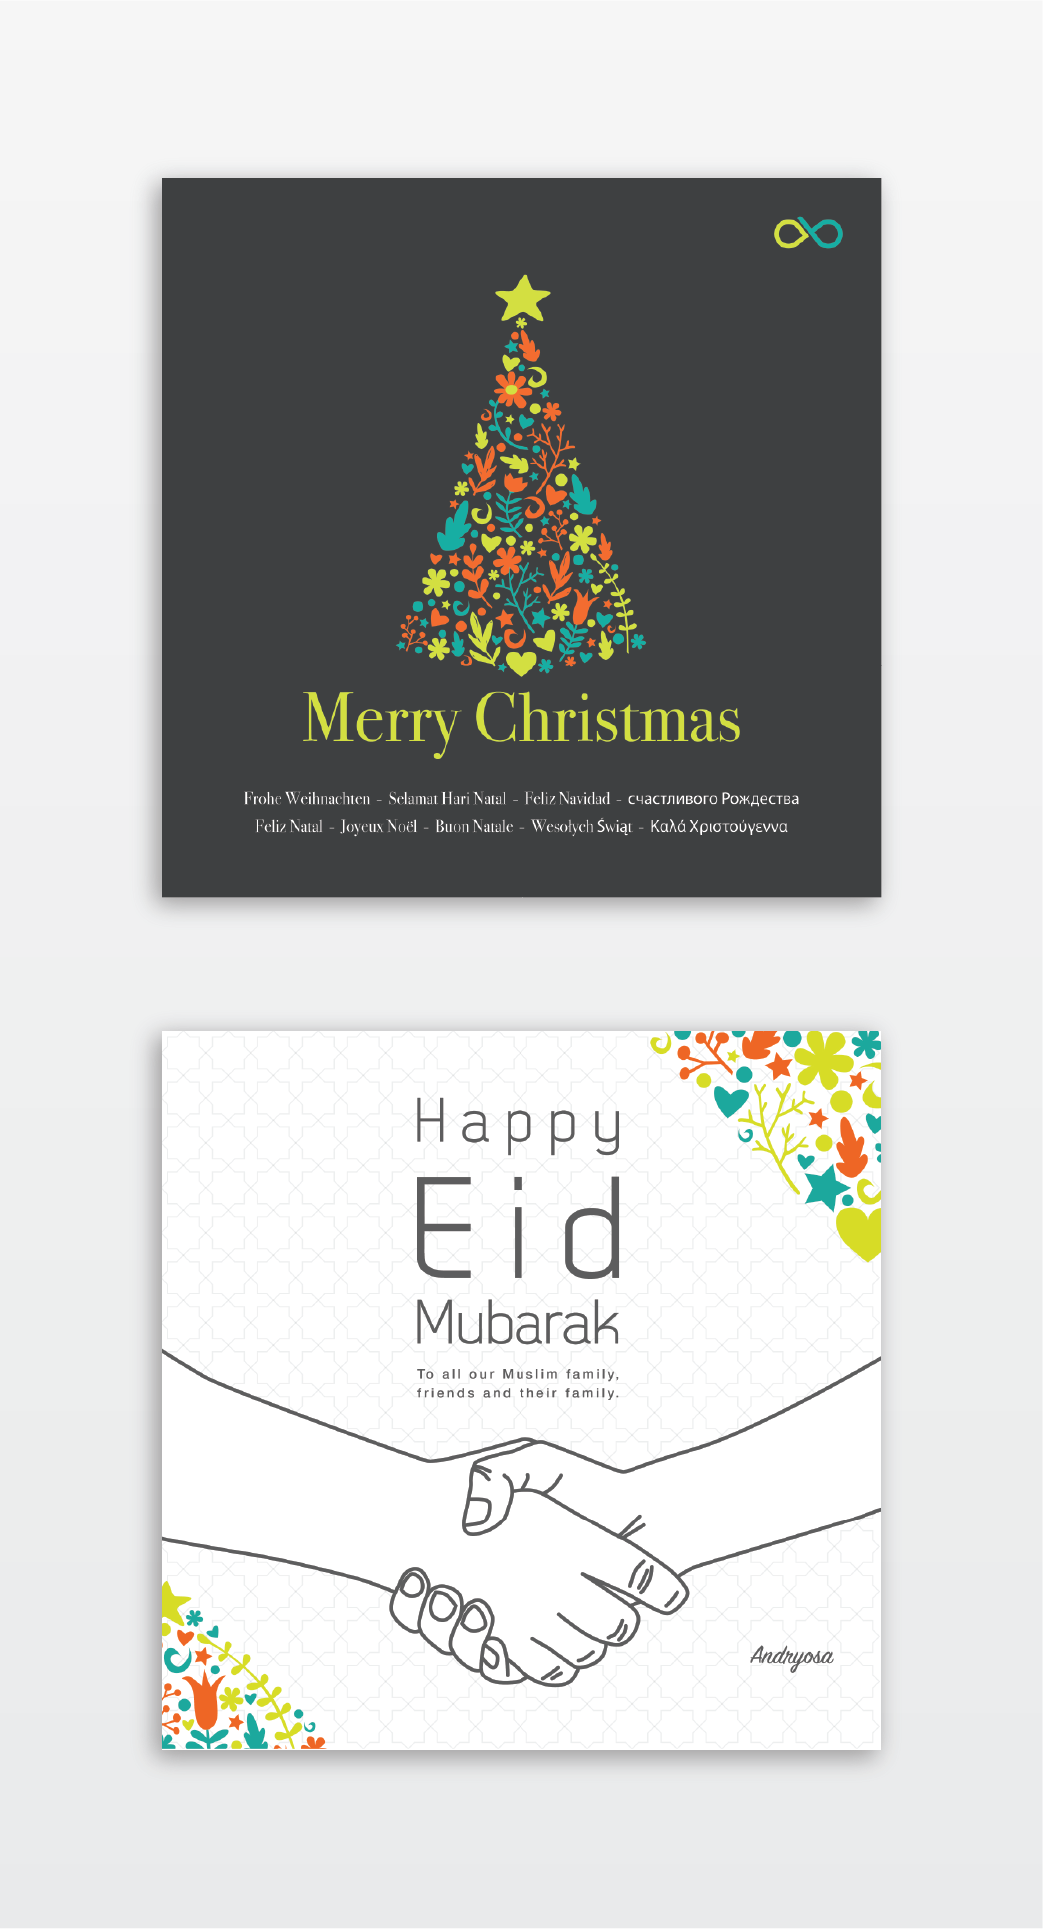 Merry Christmas
Frohe Weihnachten - Selamat Hari Natal - Feliz Navidad - счастливого Рождества
Feliz Natal - Joyeux Noël - Buon Natale - Wesołych Świąt - Καλά Χριστούγεννα
Happy
Eid
Mubarak
To all our Muslim family,
friends and their family.
Andryosa